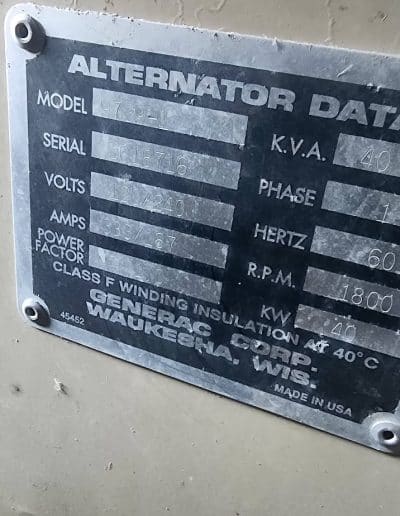 ALTERNATOR DATA
MODEL
SERIAL
VOLTS
AMPS
POWER
FACTOR
K.V.A. 40
PHASE 1
HERTZ 60
R.P.M. 1800
KW 40
CLASS F WINDING INSULATION AT 40°C
GENERAC CORP.
WAUKESHA, WIS.
45452
MADE IN USA